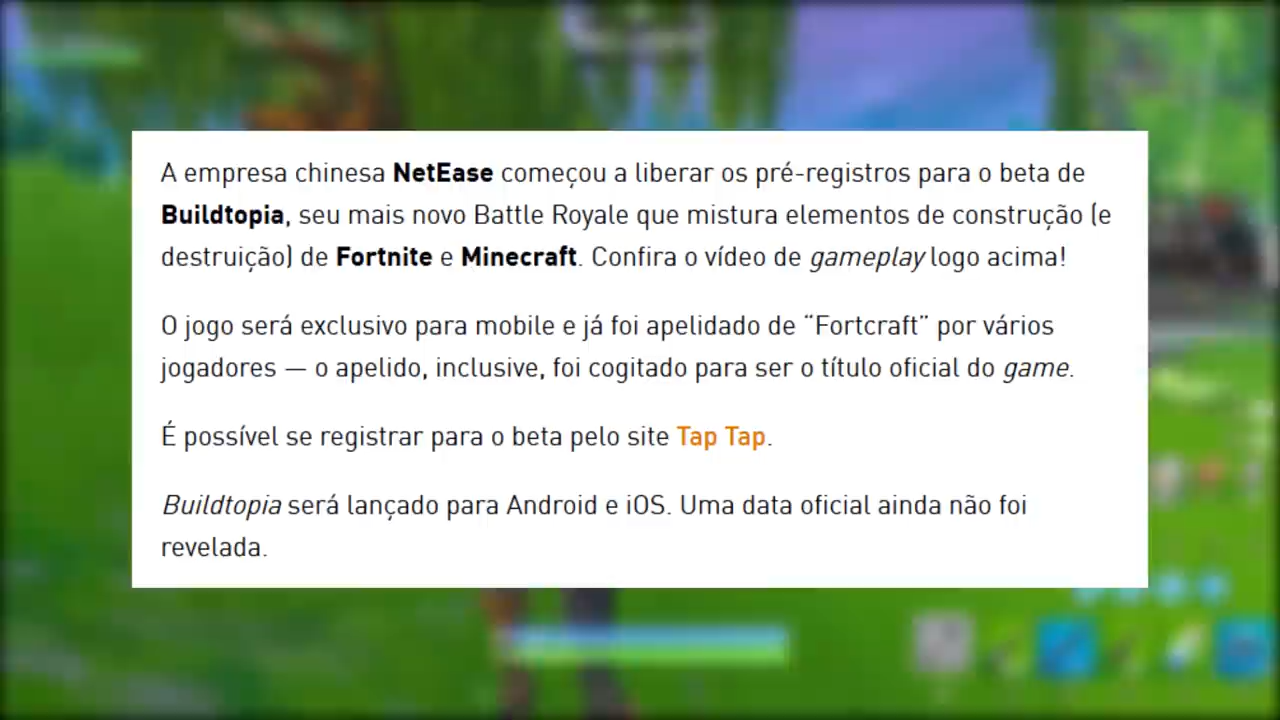 A empresa chinesa NetEase começou a liberar os pré-registros para o beta de
Buildtopia, seu mais novo Battle Royale que mistura elementos de construção (e
destruição) de Fortnite e Minecraft. Confira o vídeo de gameplay logo acima!
O jogo será exclusivo para mobile e já foi apelidado de “Fortcraft” por vários
jogadores — o apelido, inclusive, foi cogitado para ser o título oficial do game.
É possível se registrar para o beta pelo site Tap Tap.
Buildtopia será lançado para Android e iOS. Uma data oficial ainda não foi
revelada.